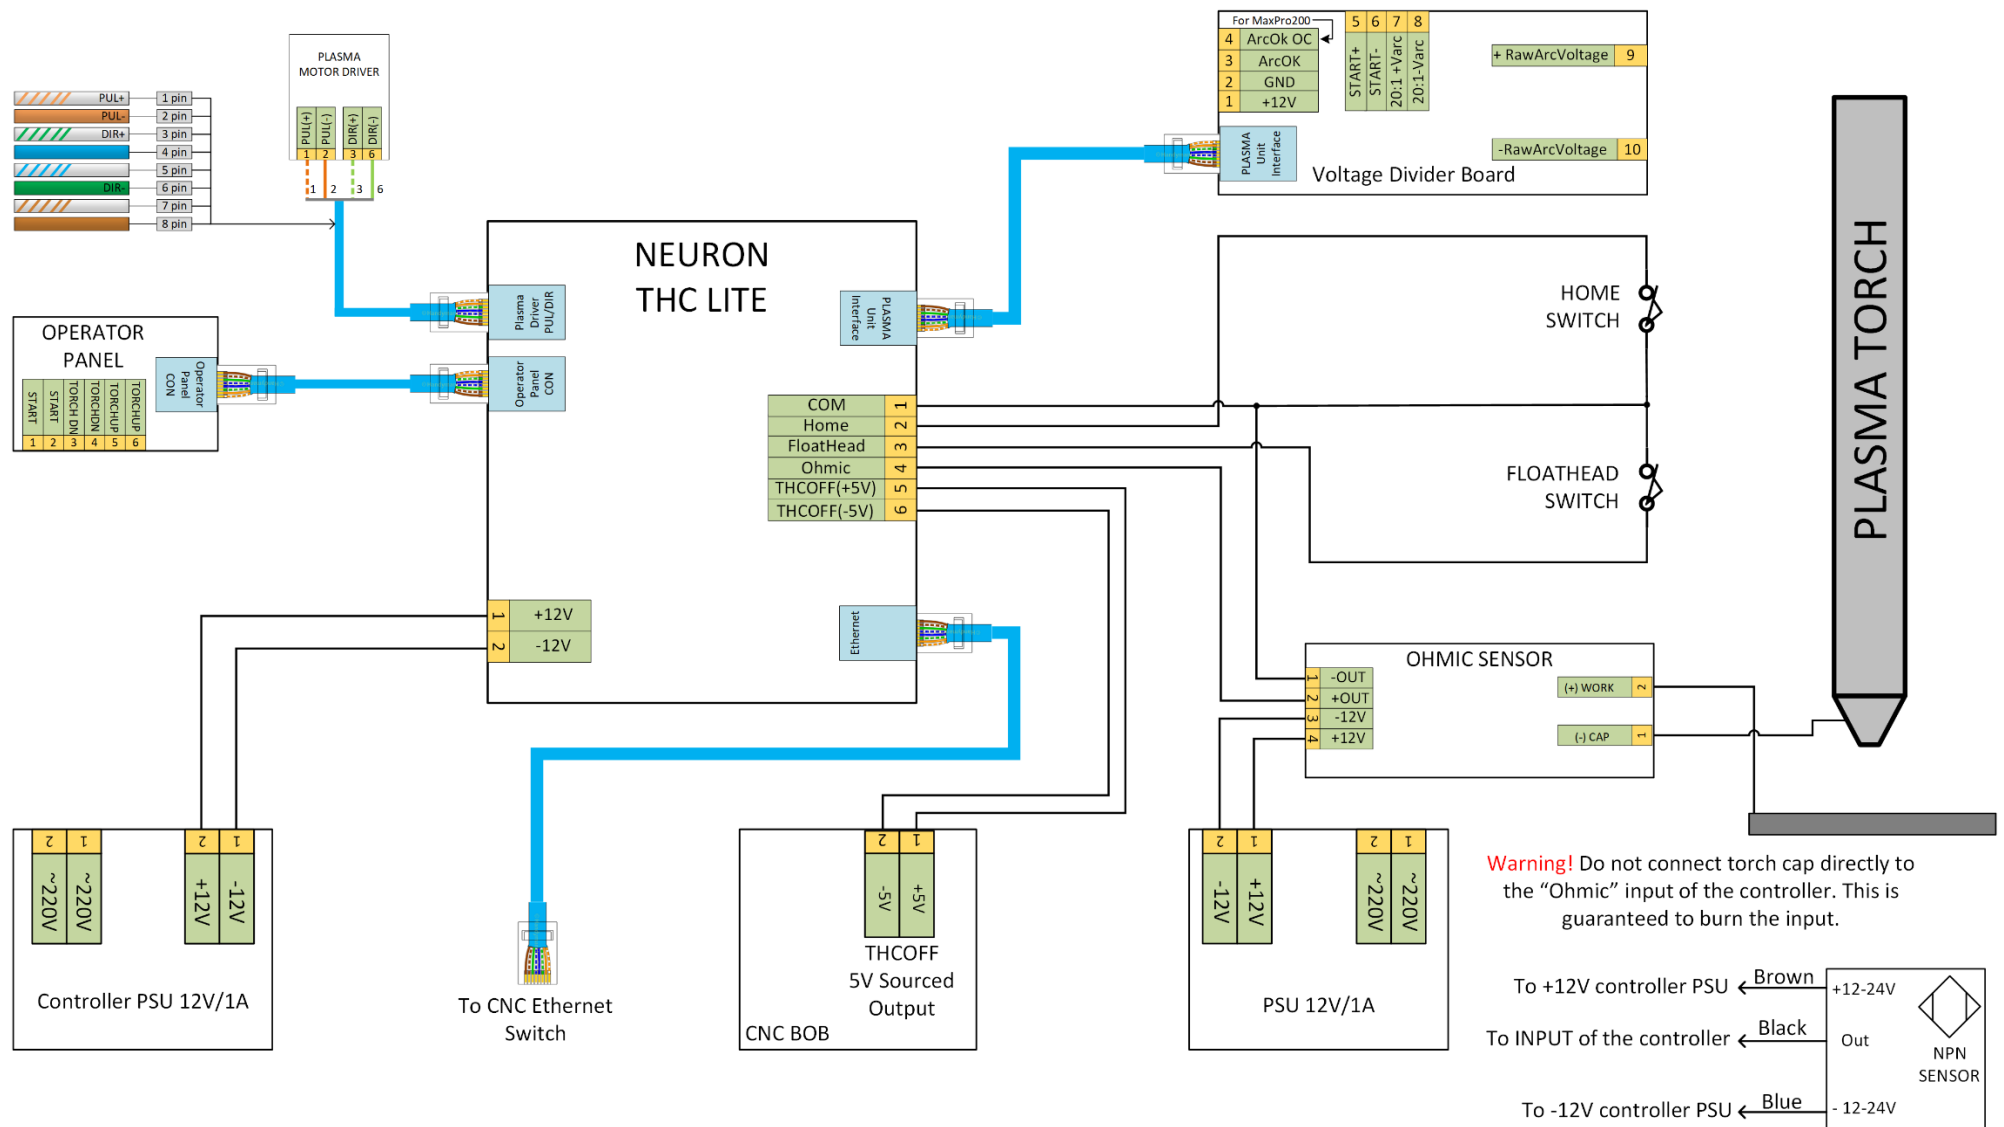 PLASMA
MOTOR DRIVER
PUL(+)
PUL(-)
DIR(+)
DIR(-)
1
2
3
6
1
2
3
6
PUL+ 1 pin
PUL- 2 pin
DIR+ 3 pin
4 pin
5 pin
DIR- 6 pin
7 pin
8 pin
OPERATOR
PANEL
START
START
TORCH DN
TORCHDN
TORCHUP
TORCHUP
1
2
3
4
5
6
Operator
Panel
CON
NEURON
THC LITE
Plasma
Driver
PUL/DIR
Operator
Panel
CON
PLASMA
Unit
Interface
COM 1
Home 2
FloatHead 3
Ohmic 4
THCOFF(+5V) 5
THCOFF(-5V) 6
1 +12V
2 -12V
Ethernet
For MaxPro200
4 ArcOk OC
3 ArcOK
2 GND
1 +12V
5
6
7
8
START+
START-
20:1 +Varc
20:1-Varc
+ RawArcVoltage 9
-RawArcVoltage 10
PLASMA
Unit
Interface
Voltage Divider Board
HOME
SWITCH
FLOATHEAD
SWITCH
PLASMA TORCH
OHMIC SENSOR
1 -OUT
2 +OUT
3 -12V
4 +12V
(+) WORK 2
(-) CAP 1
2
1
2
1
~220V
~220V
+12V
-12V
Controller PSU 12V/1A
To CNC Ethernet
Switch
2
1
-5V
+5V
THCOFF
5V Sourced
Output
CNC BOB
2
1
2
1
-12V
+12V
~220V
~220V
PSU 12V/1A
Warning! Do not connect torch cap directly to
the “Ohmic” input of the controller. This is
guaranteed to burn the input.
To +12V controller PSU Brown +12-24V
To INPUT of the controller Black Out
To -12V controller PSU Blue - 12-24V
NPN
SENSOR